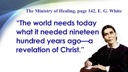 The Ministry of Healing, page 142, E. G. White
"The world needs today
what it needed nineteen
hundred years ago—a
revelation of Christ."